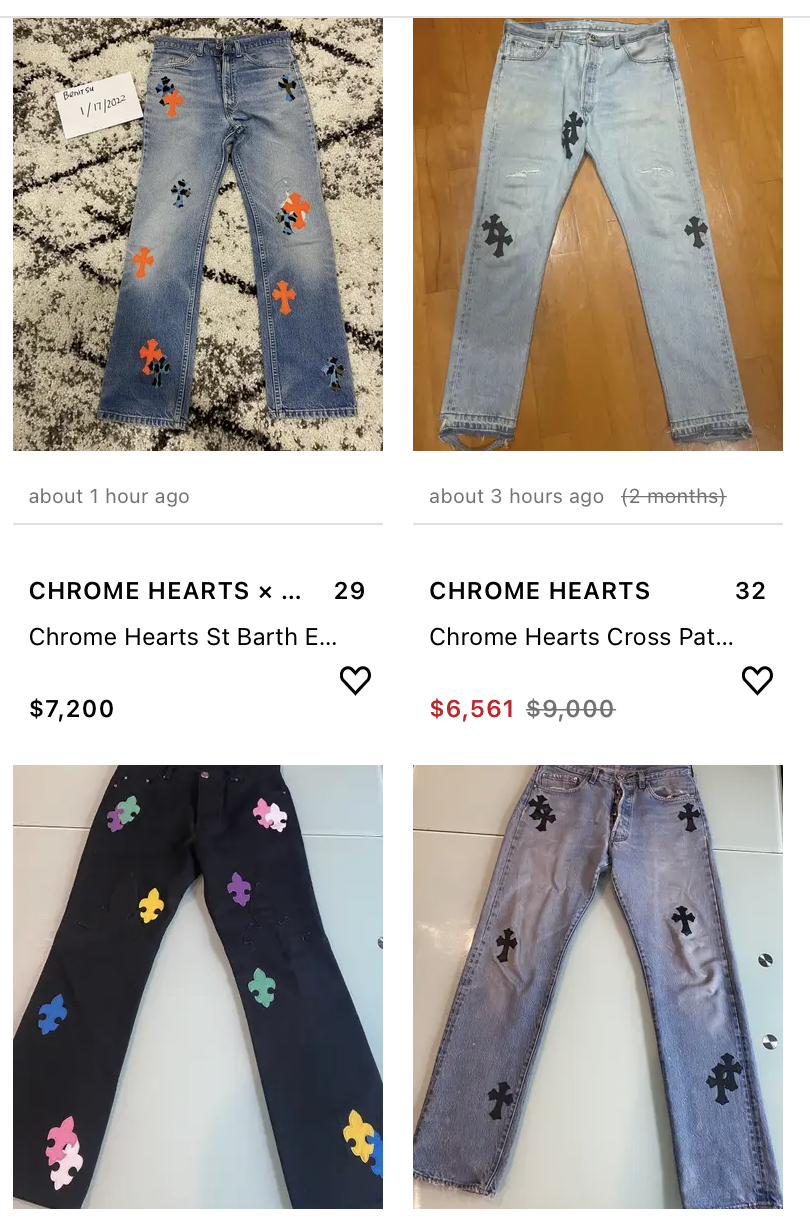 Benitsu
1/17/2022
about 1 hour ago
about 3 hours ago (2 months)
CHROME HEARTS × ... 29
CHROME HEARTS 32
Chrome Hearts St Barth E...
Chrome Hearts Cross Pat...
$7,200
$6,561 $9,000